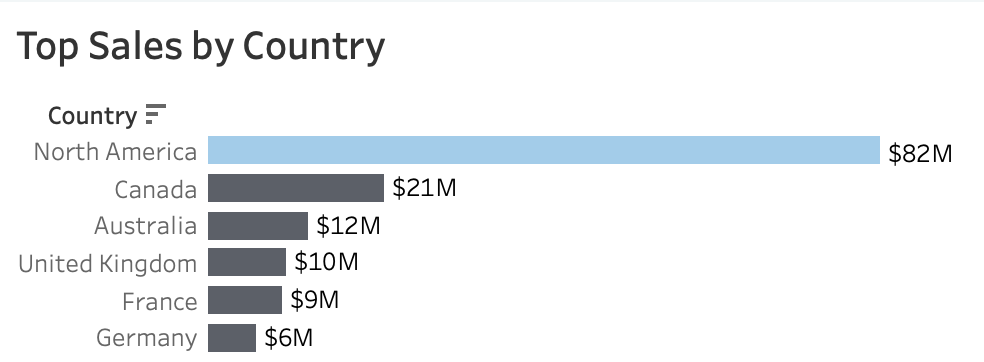 Top Sales by Country
Country
North America $82M
Canada $21M
Australia $12M
United Kingdom $10M
France $9M
Germany $6M